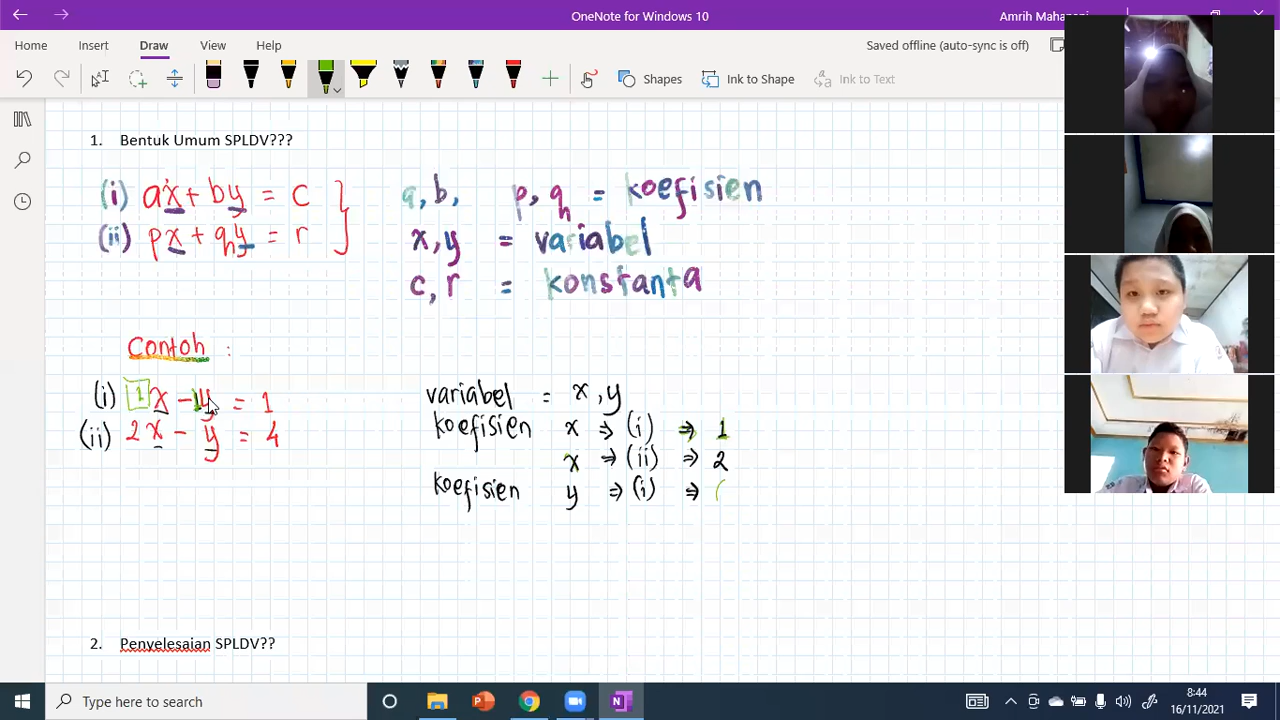 OneNote for Windows 10
Home Insert Draw View Help
Saved offline (auto-sync is off)
Shapes Ink to Shape Ink to Text
1. Bentuk Umum SPLDV???
(i) ax + by = c
(ii) px + qy = r
a, b, p, q = koefisien
x, y = variabel
c, r = konstanta
Contoh :
(i) 1x - 1y = 1
(ii) 2x - y = 4
variabel = x, y
koefisien x ⇒ (i) ⇒ 1
x ⇒ (ii) ⇒ 2
koefisien y ⇒ (i) ⇒ (
2. Penyelesaian SPLDV??
Type here to search
8:44
16/11/2021